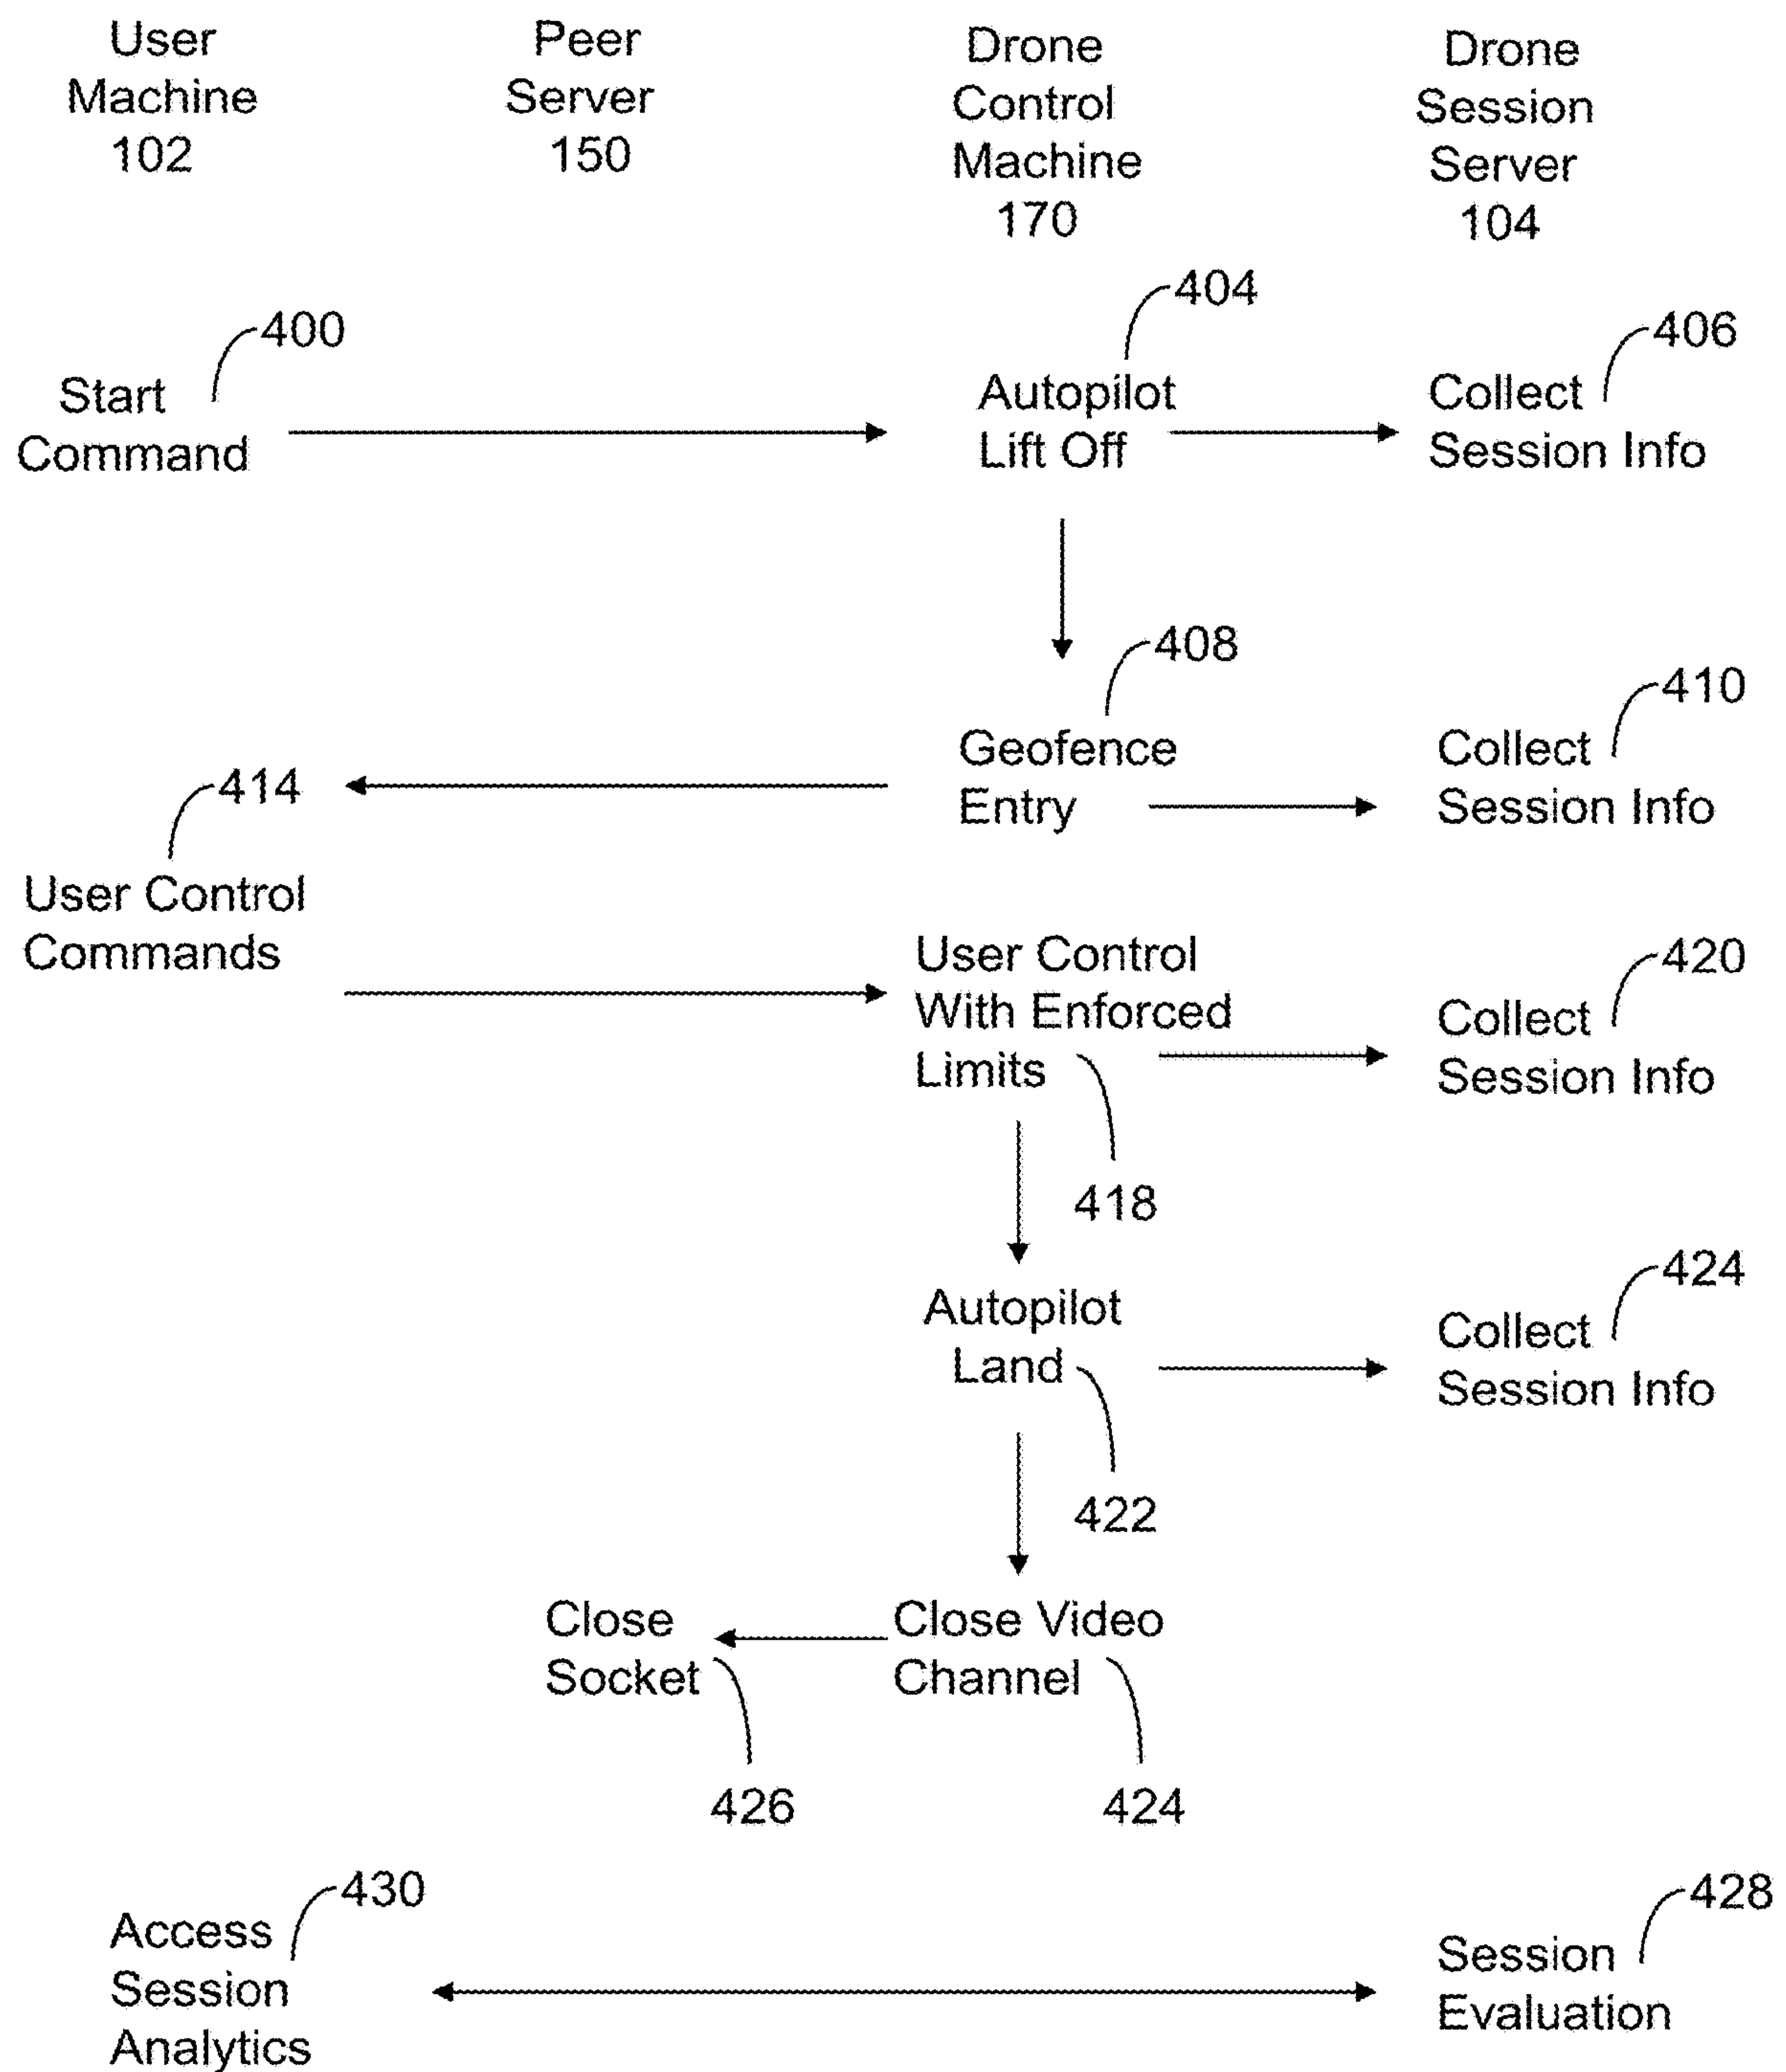 User
Machine
102
Peer
Server
150
Drone
Control
Machine
170
Drone
Session
Server
104
400
Start
Command
404
Autopilot
Lift Off
406
Collect
Session Info
408
Geofence
Entry
410
Collect
Session Info
414
User Control
Commands
User Control
With Enforced
Limits
418
420
Collect
Session Info
Autopilot
Land
422
424
Collect
Session Info
Close
Socket
426
Close Video
Channel
424
430
Access
Session
Analytics
428
Session
Evaluation